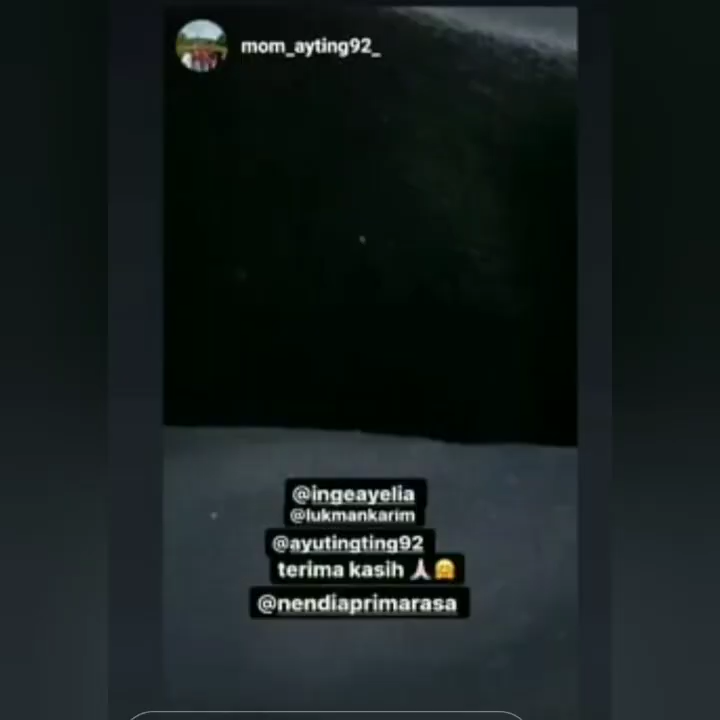 mom_ayting92_
@ingeayelia
@lukmankarim
@ayutingting92
terima kasih 🙏🤗
@nendiaprimarasa